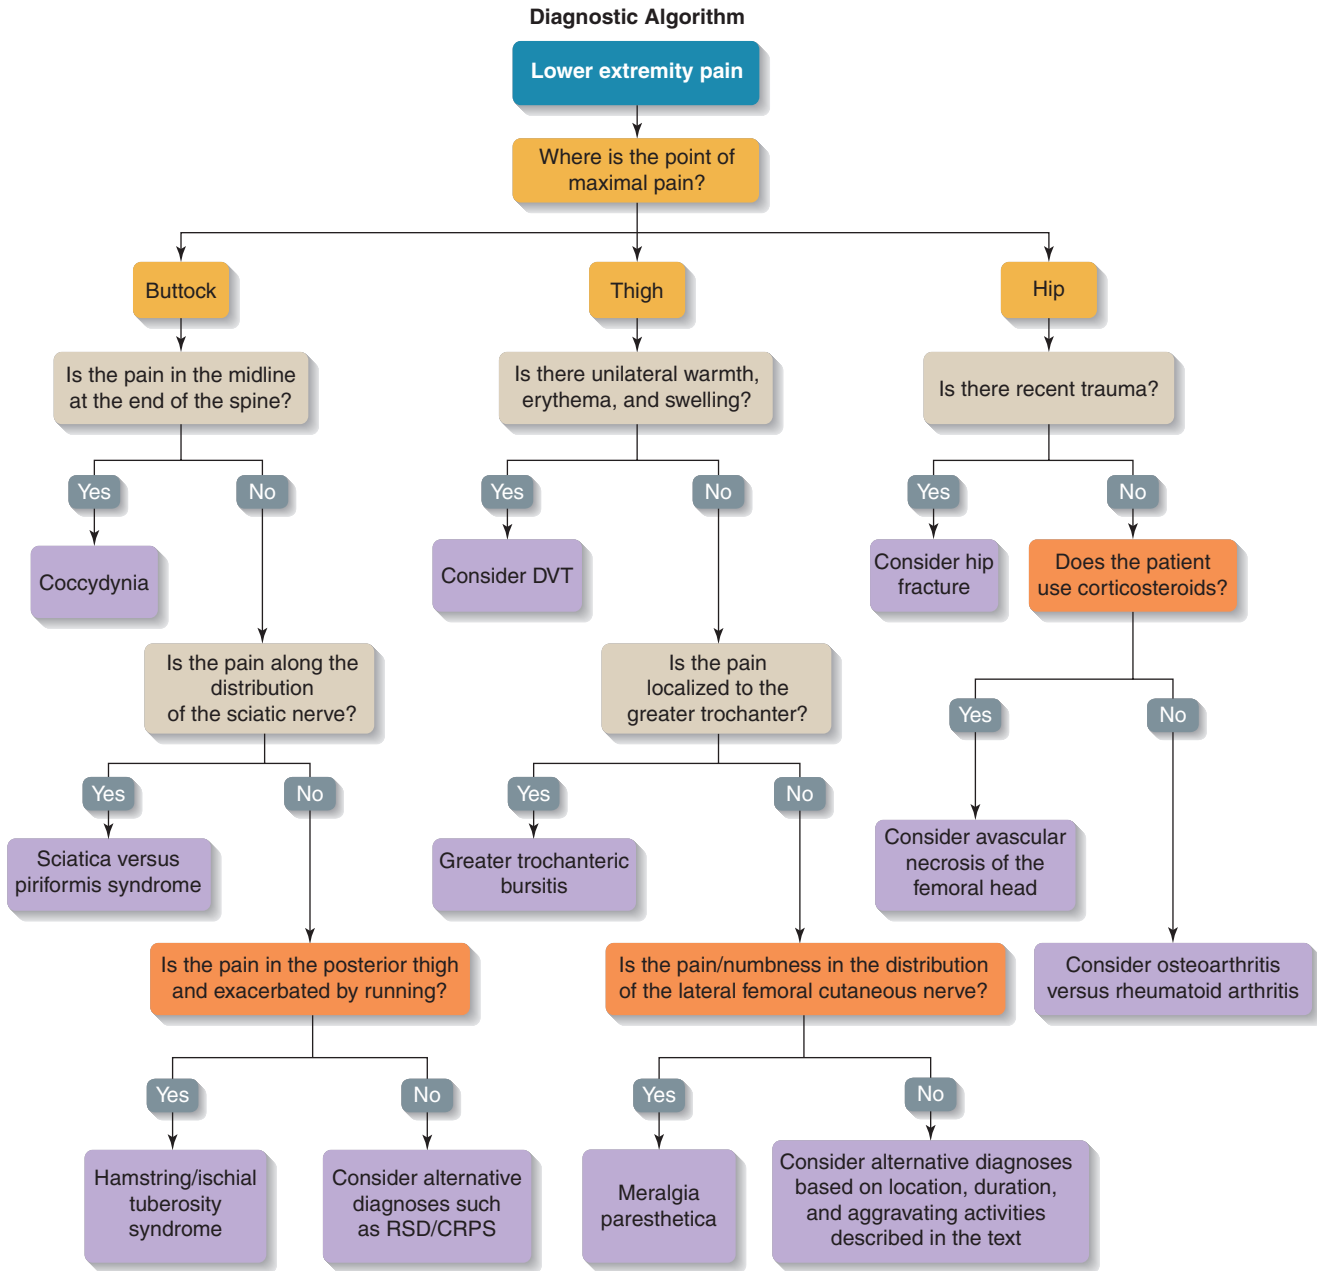 Diagnostic Algorithm
Lower extremity pain
Where is the point of
maximal pain?
Buttock
Thigh
Hip
Is the pain in the midline
at the end of the spine?
Is there unilateral warmth,
erythema, and swelling?
Is there recent trauma?
Yes
No
Yes
No
Yes
No
Coccydynia
Consider DVT
Consider hip
fracture
Does the patient
use corticosteroids?
Is the pain along the
distribution
of the sciatic nerve?
Is the pain
localized to the
greater trochanter?
Yes
No
Yes
No
Yes
No
Sciatica versus
piriformis syndrome
Greater trochanteric
bursitis
Consider avascular
necrosis of the
femoral head
Is the pain in the posterior thigh
and exacerbated by running?
Is the pain/numbness in the distribution
of the lateral femoral cutaneous nerve?
Consider osteoarthritis
versus rheumatoid arthritis
Yes
No
Yes
No
Hamstring/ischial
tuberosity
syndrome
Consider alternative
diagnoses such
as RSD/CRPS
Meralgia
paresthetica
Consider alternative diagnoses
based on location, duration,
and aggravating activities
described in the text